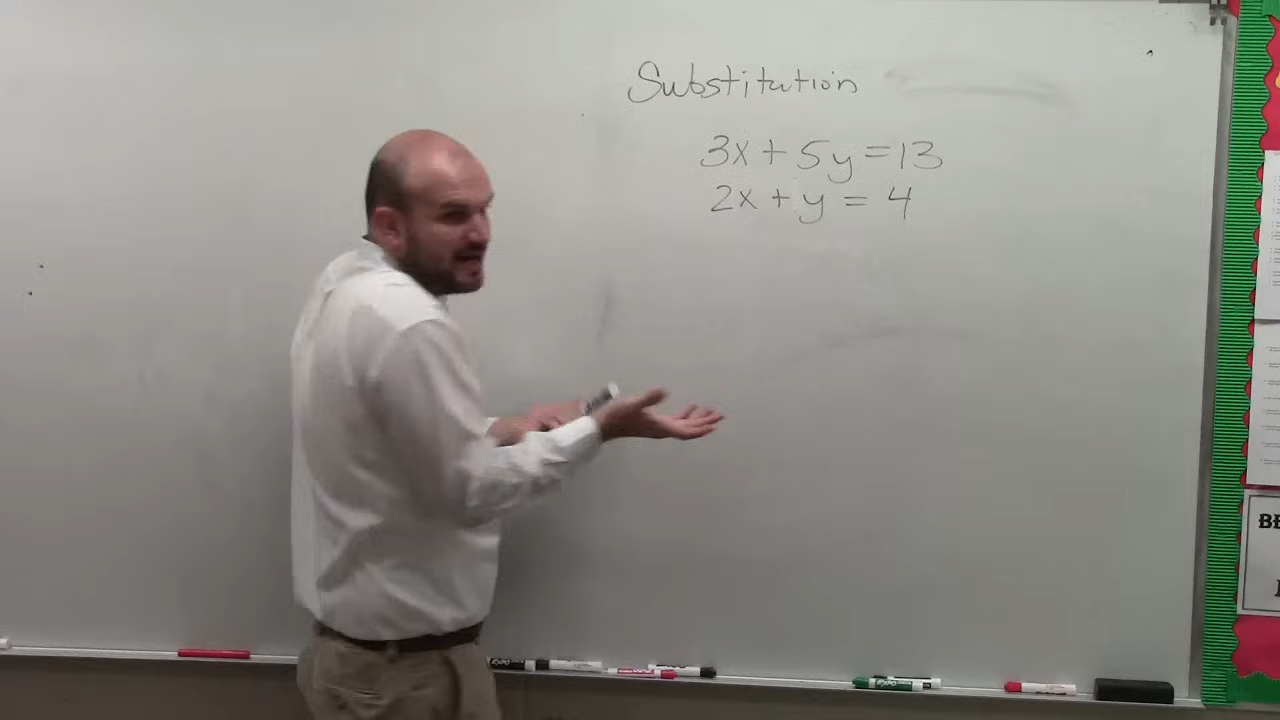 Substitution
3x + 5y = 13
2x + y = 4